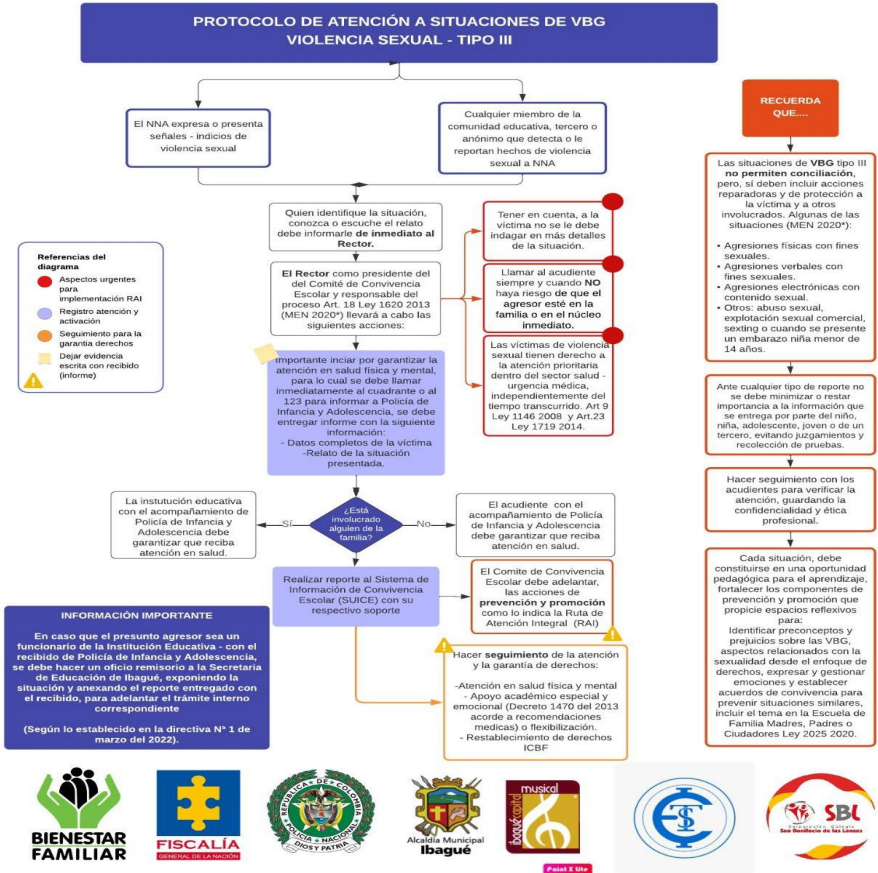 PROTOCOLO DE ATENCIÓN A SITUACIONES DE VBG
VIOLENCIA SEXUAL - TIPO III
El NNA expresa o presenta
señales - indicios de
violencia sexual
Cualquier miembro de la
comunidad educativa, tercero o
anónimo que detecta o le
reportan hechos de violencia
sexual a NNA
Quien identifique la situación,
conozca o escuche el relato
debe informarle de inmediato al
Rector.
Referencias del
diagrama
Aspectos urgentes
para
implementación RAI
Registro atención y
activación
Seguimiento para la
garantia derechos
Dejar evidencia
escrita con recibido
(informe)
El Rector como presidente del
del Comité de Convivencia
Escolar y responsable del
proceso Art. 18 Ley 1620 2013
(MEN 2020*) llevará a cabo las
siguientes acciones:
Tener en cuenta, a la
víctima no se le debe
indagar en más detalles
de la situación.
Llamar al acudiente
siempre y cuando NO
haya riesgo de que el
agresor esté en la
familia o en el núcleo
inmediato.
Las víctimas de violencia
sexual tienen derecho a
la atención prioritaria
dentro del sector salud -
urgencia médica,
independientemente del
tiempo transcurrido. Art 9
Ley 1146 2008 y Art.23
Ley 1719 2014.
Importante inciar por garantizar la
atención en salud física y mental,
para lo cual se debe llamar
inmediatamente al cuadrante o al
123 para informar a Policía de
Infancia y Adolescencia, se debe
entregar informe con la siguiente
información:
- Datos completos de la víctima
-Relato de la situación
presentada.
La institución educativa
con el acompañamiento de
Policía de Infancia y
Adolescencia debe
garantizar que reciba
atención en salud.
Sí
¿Está
involucrado
alguien de la
familia?
No
El acudiente con el
acompañamiento de Policía
de Infancia y Adolescencia
debe garantizar que reciba
atención en salud.
Realizar reporte al Sistema de
Información de Convivencia
Escolar (SUICE) con su
respectivo soporte
El Comite de Convivencia
Escolar debe adelantar,
las acciones de
prevención y promoción
como lo indica la Ruta de
Atención Integral (RAI)
Hacer seguimiento de la atención
y la garantía de derechos:
-Atención en salud física y mental
- Apoyo académico especial y
emocional (Decreto 1470 del 2013
acorde a recomendaciones
medicas) o flexibilización.
- Restablecimiento de derechos
ICBF
INFORMACIÓN IMPORTANTE
En caso que el presunto agresor sea un
funcionario de la Institución Educativa - con el
recibido de Policía de Infancia y Adolescencia,
se debe hacer un oficio remisorio a la Secretaria
de Educación de Ibagué, exponiendo la
situación y anexando el reporte entregado con
el recibido, para adelantar el trámite interno
correspondiente
(Según lo establecido en la directiva Nª 1 de
marzo del 2022).
RECUERDA
QUE....
Las situaciones de VBG tipo III
no permiten conciliación,
pero, sí deben incluir acciones
reparadoras y de protección a
la víctima y a otros
involucrados. Algunas de las
situaciones (MEN 2020*):
• Agresiones físicas con fines
sexuales.
• Agresiones verbales con
fines sexuales.
• Agresiones electrónicas con
contenido sexual.
• Otros: abuso sexual,
explotación sexual comercial,
sexting o cuando se presente
un embarazo niña menor de
14 años.
Ante cualquier tipo de reporte no
se debe minimizar o restar
importancia a la información que
se entrega por parte del niño,
niña, adolescente, joven o de un
tercero, evitando juzgamientos y
recolección de pruebas.
Hacer seguimiento con los
acudientes para verificar la
atención, guardando la
confidencialidad y ética
profesional.
Cada situación, debe
constituirse en una oportunidad
pedagógica para el aprendizaje,
fortalecer los componentes de
prevención y promoción que
propicie espacios reflexivos
para:
Identificar preconceptos y
prejuicios sobre las VBG,
aspectos relacionados con la
sexualidad desde el enfoque de
derechos, expresar y gestionar
emociones y establecer
acuerdos de convivencia para
prevenir situaciones similares,
incluir el tema en la Escuela de
Familia Madres, Padres o
Ciudadores Ley 2025 2020.
BIENESTAR
FAMILIAR
FISCALÍA
GENERAL DE LA NACIÓN
REPUBLICA DE COLOMBIA
POLICIA NACIONAL
DIOS Y PATRIA
Alcaldía Municipal
Ibagué
musical
ibagué capital
Paint X lite
SBL
Corporación Colegio
San Bonifacio de las Lanzas